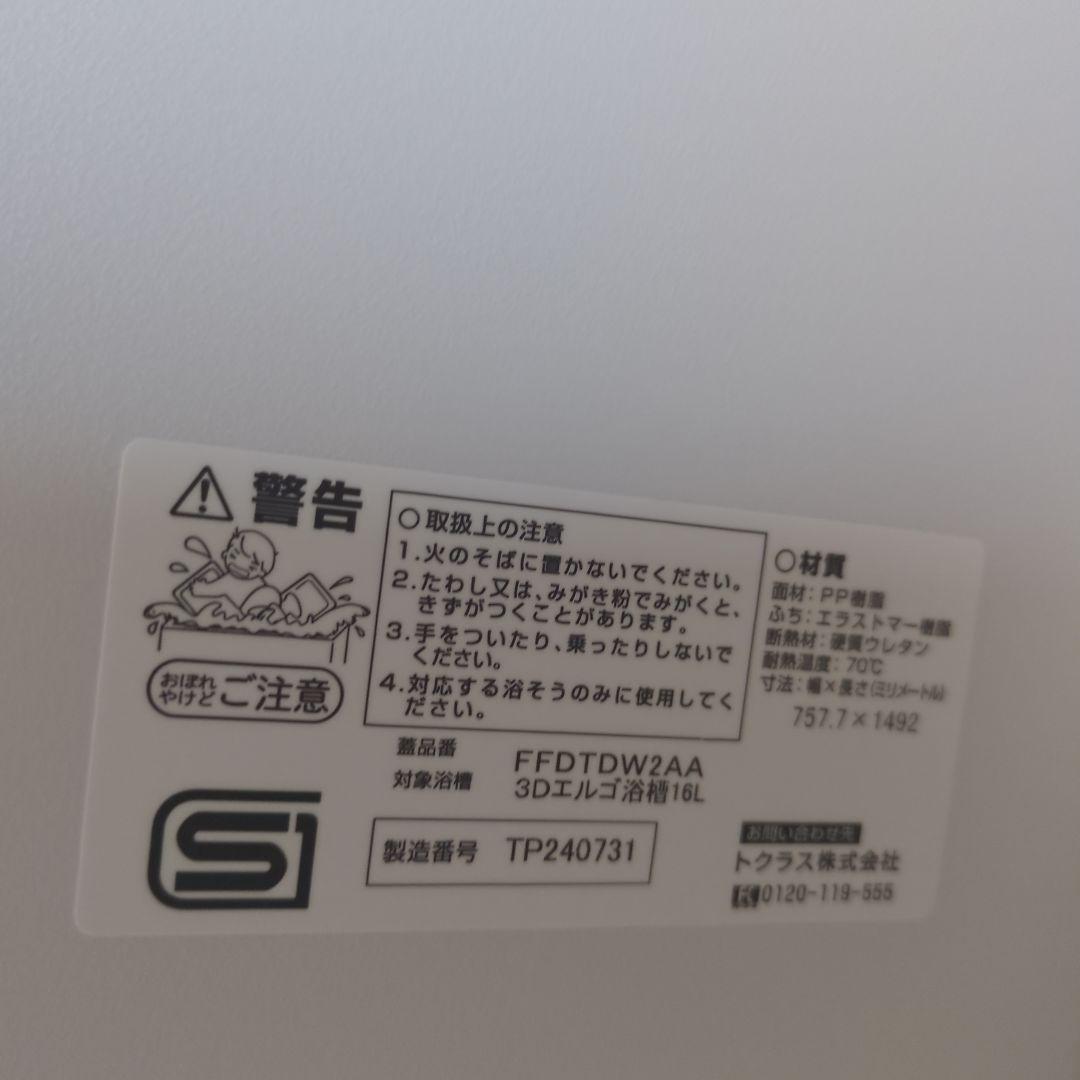 警告
おぼれ
やけど
ご注意
○取扱上の注意
1.火のそばに置かないでください。
2.たわし又は、みがき粉でみがくと、
きずがつくことがあります。
3.手をついたり、乗ったりしないで
ください。
4.対応する浴そうのみに使用してく
ださい。
○材質
面材:PP樹脂
ふち:エラストマー樹脂
断熱材:硬質ウレタン
耐熱温度:70℃
寸法:幅×長さ(ミリメートル)
757.7×1492
蓋品番 FFDTDW2AA
対象浴槽 3Dエルゴ浴槽16L
製造番号 TP240731
お問い合わせ先
トクラス株式会社
0120-119-555